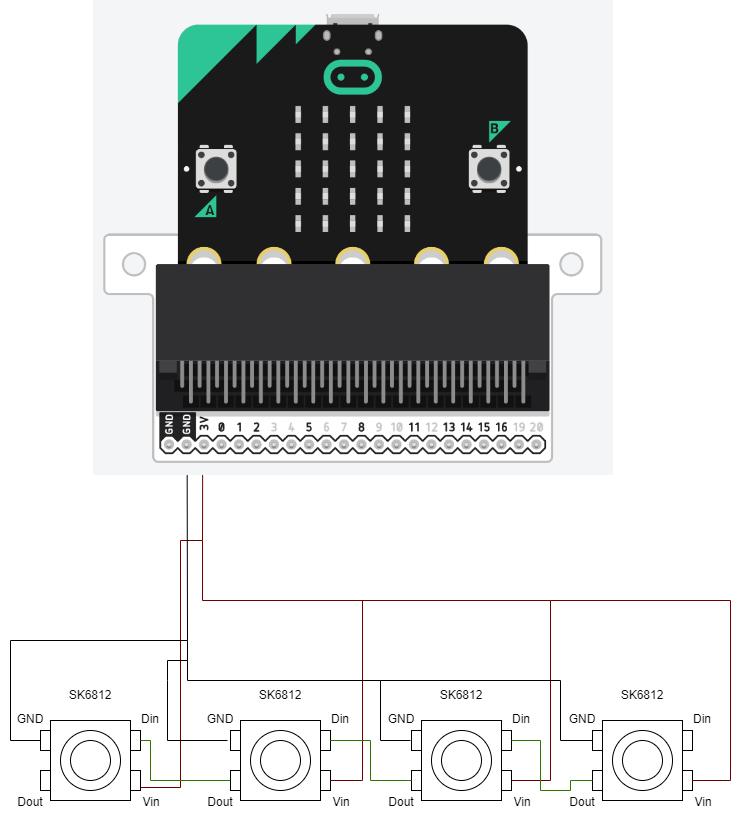 B
A
GND GND 3V 0 1 2 3 4 5 6 7 8 9 10 11 12 13 14 15 16 19 20
SK6812 SK6812 SK6812 SK6812
GND Din GND Din GND Din GND Din
Dout Vin Dout Vin Dout Vin Dout Vin